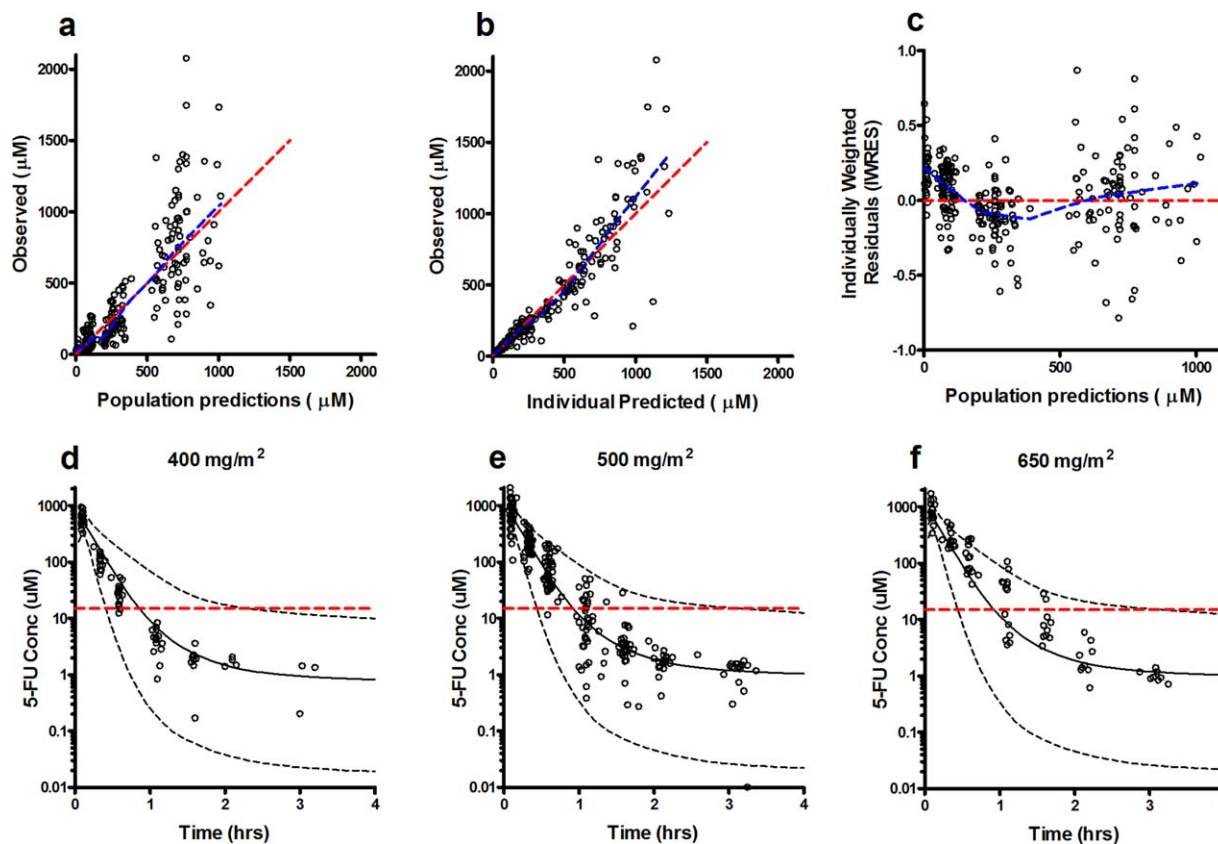 a
2000
1500
1000
500
0
Observed (μM)
0 500 1000 1500 2000
Population predictions ( μM)
b
2000
1500
1000
500
0
Observed (μM)
0 500 1000 1500 2000
Individual Predicted ( μM)
c
1.0
0.5
0.0
-0.5
-1.0
Individually Weighted
Residuals (IWRES)
0 500 1000
Population predictions (μM)
d
400 mg/m²
1000
100
10
1
0.1
0.01
5-FU Conc (uM)
0 1 2 3 4
Time (hrs)
e
500 mg/m²
1000
100
10
1
0.1
0.01
5-FU Conc (uM)
0 1 2 3 4
Time (hrs)
f
650 mg/m²
1000
100
10
1
0.1
0.01
5-FU Conc (uM)
0 1 2 3
Time (hrs)